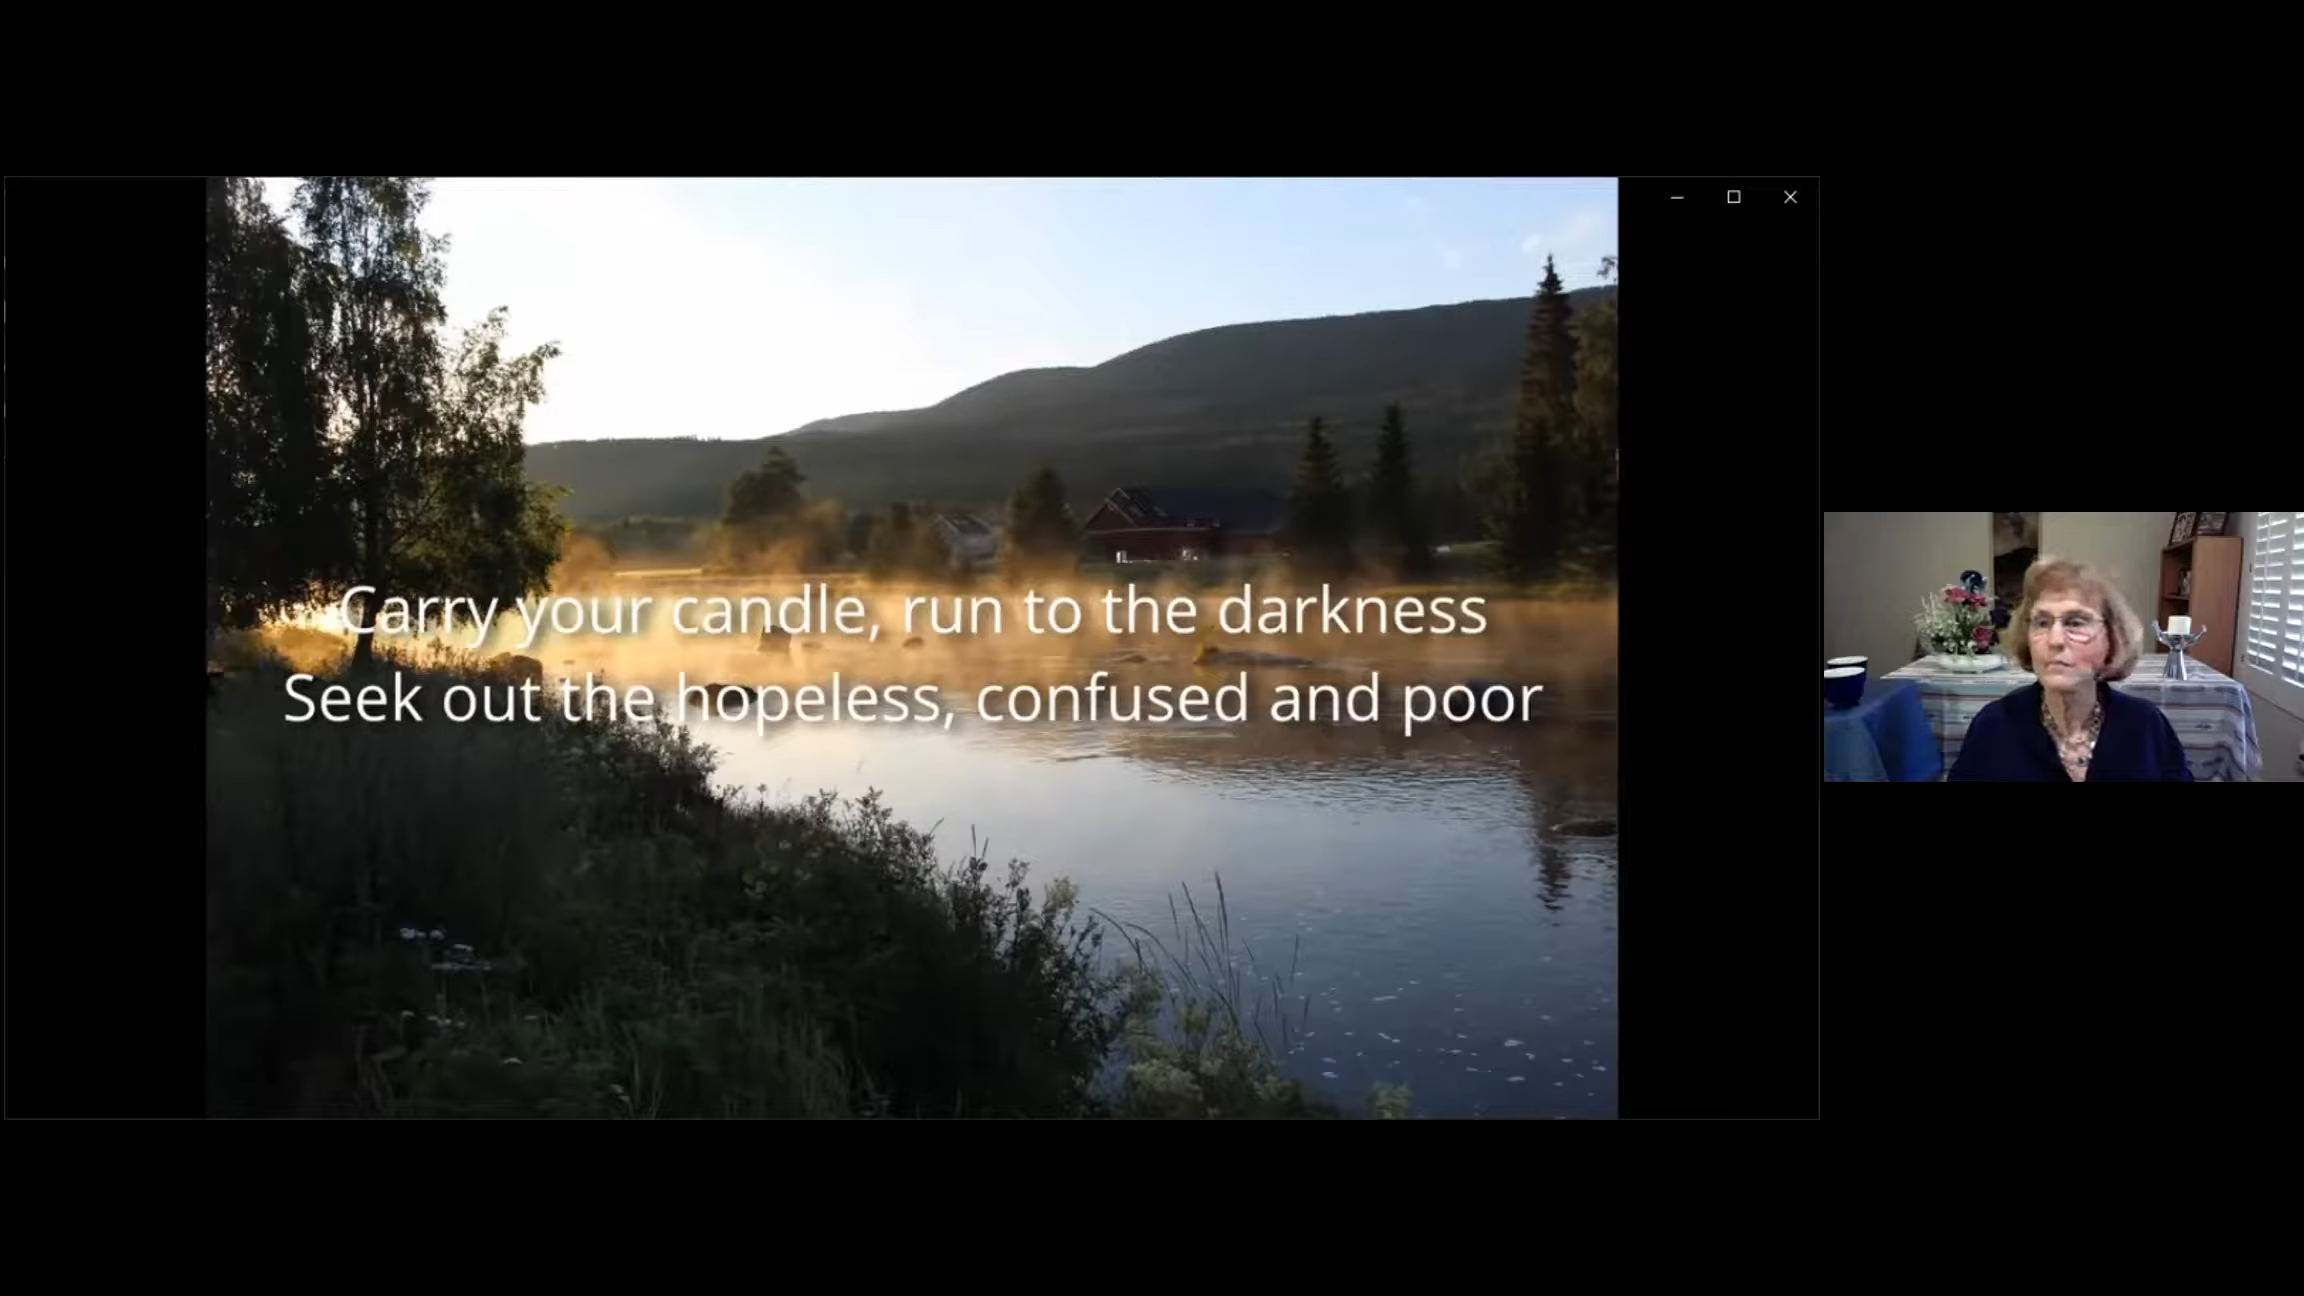 Carry your candle, run to the darkness
Seek out the hopeless, confused and poor